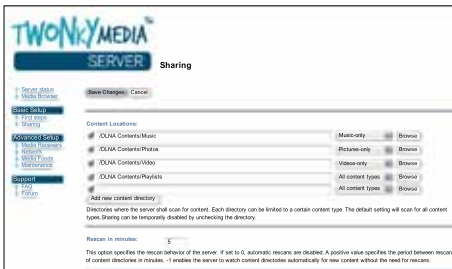 TWONKYMEDIA™
SERVER
Sharing
Server status
Media Browser
Save Changes Cancel
Basic Setup
First steps
Sharing
Advanced Setup
Media Receivers
Network
Media Feeds
Maintenance
Support
FAQ
Forum
Content Locations:
/DLNA Contents/Music Music-only Browse
/DLNA Contents/Photos Pictures-only Browse
/DLNA Contents/Video Videos-only Browse
/DLNA Contents/Playlists All content types Browse
All content types Browse
Add new content directory
Directories where the server shall scan for content. Each directory can be limited to a certain content type. The default setting will scan for all content
types.Sharing can be temporarily disabled by unchecking the directory.
Rescan in minutes: 5
This option specifies the rescan behavior of the server. If set to 0, automatic rescans are disabled. A positive value specifies the period between rescans
of content directories in minutes. -1 enables the server to watch content directories automatically for new content without the need for rescans.